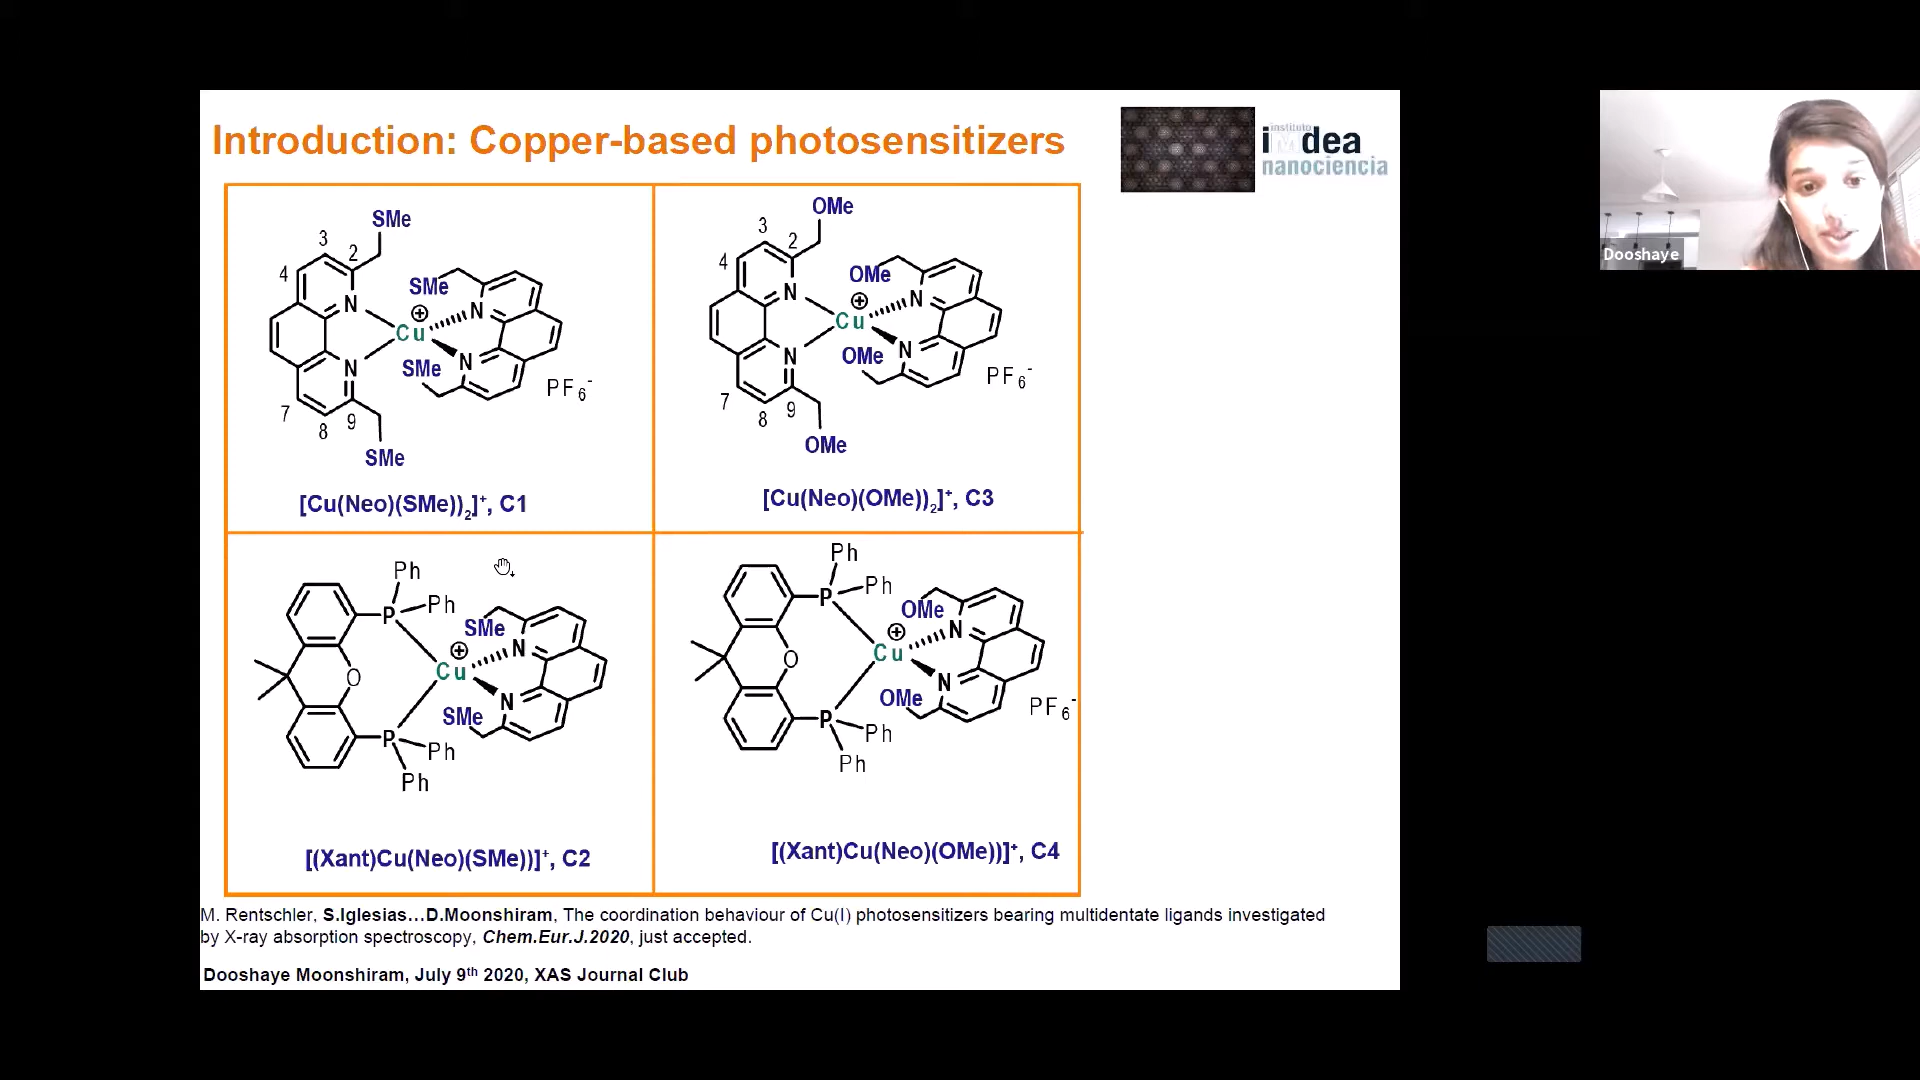 Introduction: Copper-based photosensitizers
instituto
imdea
nanociencia
Dooshaye
SMe
3
2
4
N
SMe
Cu
⊕
N
N
N
SMe
PF6-
7
8
9
SMe
[Cu(Neo)(SMe))2]+, C1
OMe
3
2
4
N
OMe
Cu
⊕
N
N
N
OMe
PF6-
7
8
9
OMe
[Cu(Neo)(OMe))2]+, C3
Ph
Ph
P
SMe
⊕
N
O
Cu
N
SMe
P
Ph
Ph
[(Xant)Cu(Neo)(SMe))]+, C2
Ph
Ph
P
OMe
⊕
N
O
Cu
N
OMe
PF6-
P
Ph
Ph
[(Xant)Cu(Neo)(OMe))]+, C4
M. Rentschler, S.Iglesias…D.Moonshiram, The coordination behaviour of Cu(I) photosensitizers bearing multidentate ligands investigated
by X-ray absorption spectroscopy, Chem.Eur.J.2020, just accepted.
Dooshaye Moonshiram, July 9th 2020, XAS Journal Club